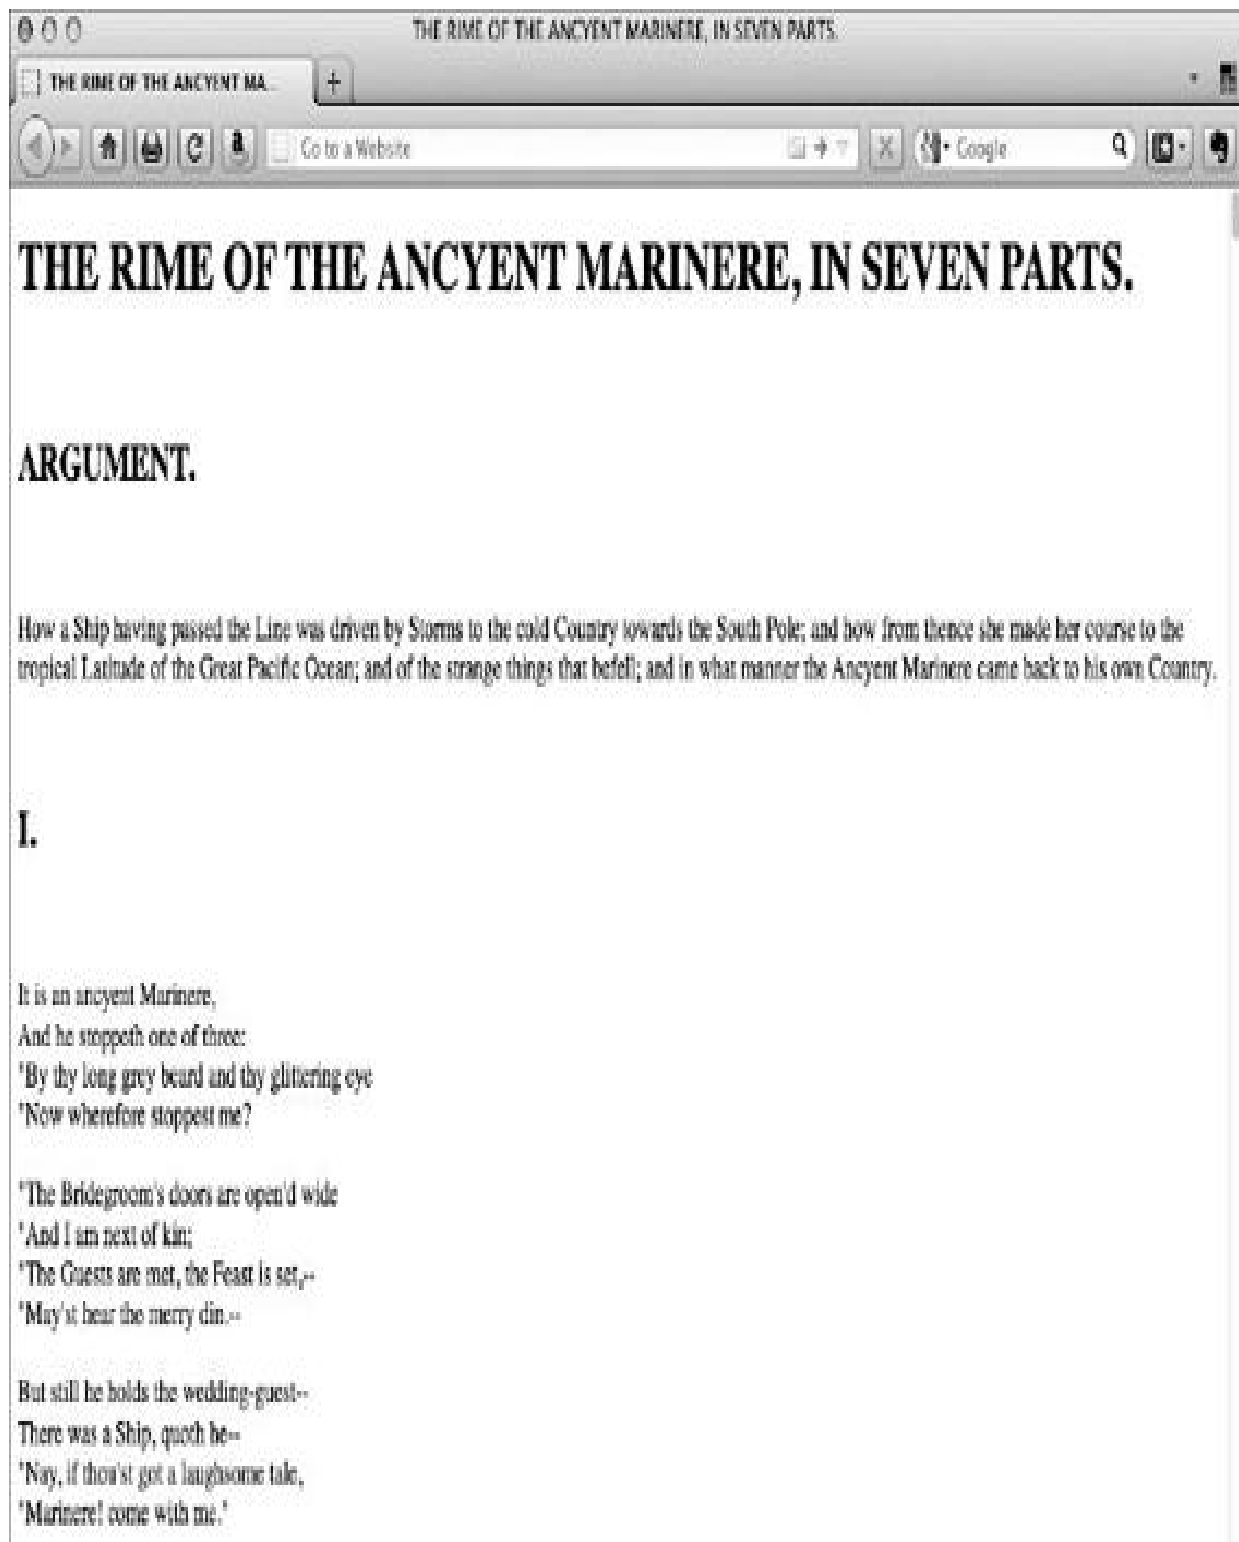 THE RIME OF THE ANCYENT MARINERE, IN SEVEN PARTS.
THE RIME OF THE ANCYENT MA...
Go to a Website
Google
THE RIME OF THE ANCYENT MARINERE, IN SEVEN PARTS.
ARGUMENT.
How a Ship having passed the Line was driven by Storms to the cold Country towards the South Pole; and how from thence she made her course to the
tropical Latitude of the Great Pacific Ocean; and of the strange things that befell; and in what manner the Ancyent Marinere came back to his own Country.
I.
It is an ancyent Marinere,
And he stoppeth one of three:
"By thy long grey beard and thy glittering eye
"Now wherefore stoppest me?
"The Bridegroom's doors are open'd wide
"And I am next of kin;
"The Guests are met, the Feast is set,--
"May'st hear the merry din.--
But still he holds the wedding-guest--
There was a Ship, quoth he--
"Nay, if thou'st got a laughsome tale,
"Marinere! come with me."